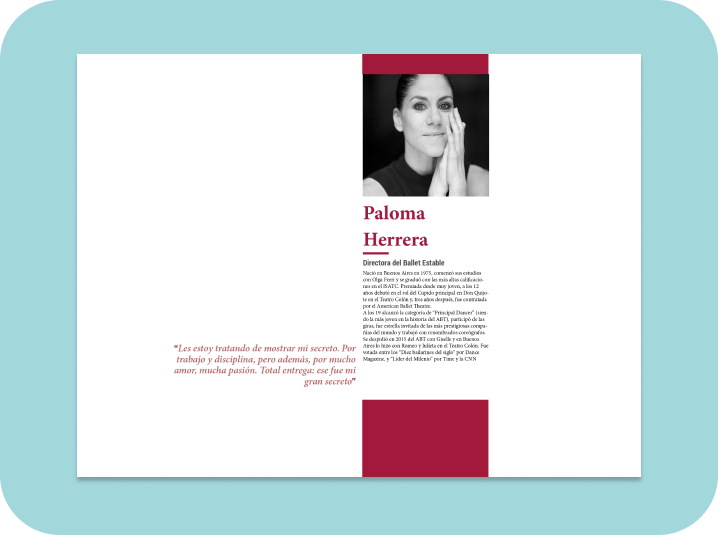 Paloma
Herrera
Directora del Ballet Estable
Nació en Buenos Aires en 1975, comenzó sus estudios
con Olga Ferri y se graduó con las más altas calificacio-
nes en el ISATC. Premiada desde muy joven, a los 12
años debutó en el rol del Cupido principal en Don Quijo-
te en el Teatro Colón y, tres años después, fue contratada
por el American Ballet Theatre.
A los 19 alcanzó la categoría de "Principal Dancer" (sien-
do la más joven en la historia del ABT), participó de las
giras, fue estrella invitada de las más prestigiosas compa-
ñías del mundo y trabajó con renombrados coreógrafos.
Se despidió en 2015 del ABT con Giselle y en Buenos
Aires lo hizo con Romeo y Julieta en el Teatro Colón. Fue
votada entre los "Diez bailarines del siglo" por Dance
Magazine, y "Líder del Milenio" por Time y la CNN
❝Les estoy tratando de mostrar mi secreto. Por
trabajo y disciplina, pero además, por mucho
amor, mucha pasión. Total entrega: ese fue mi
gran secreto❞